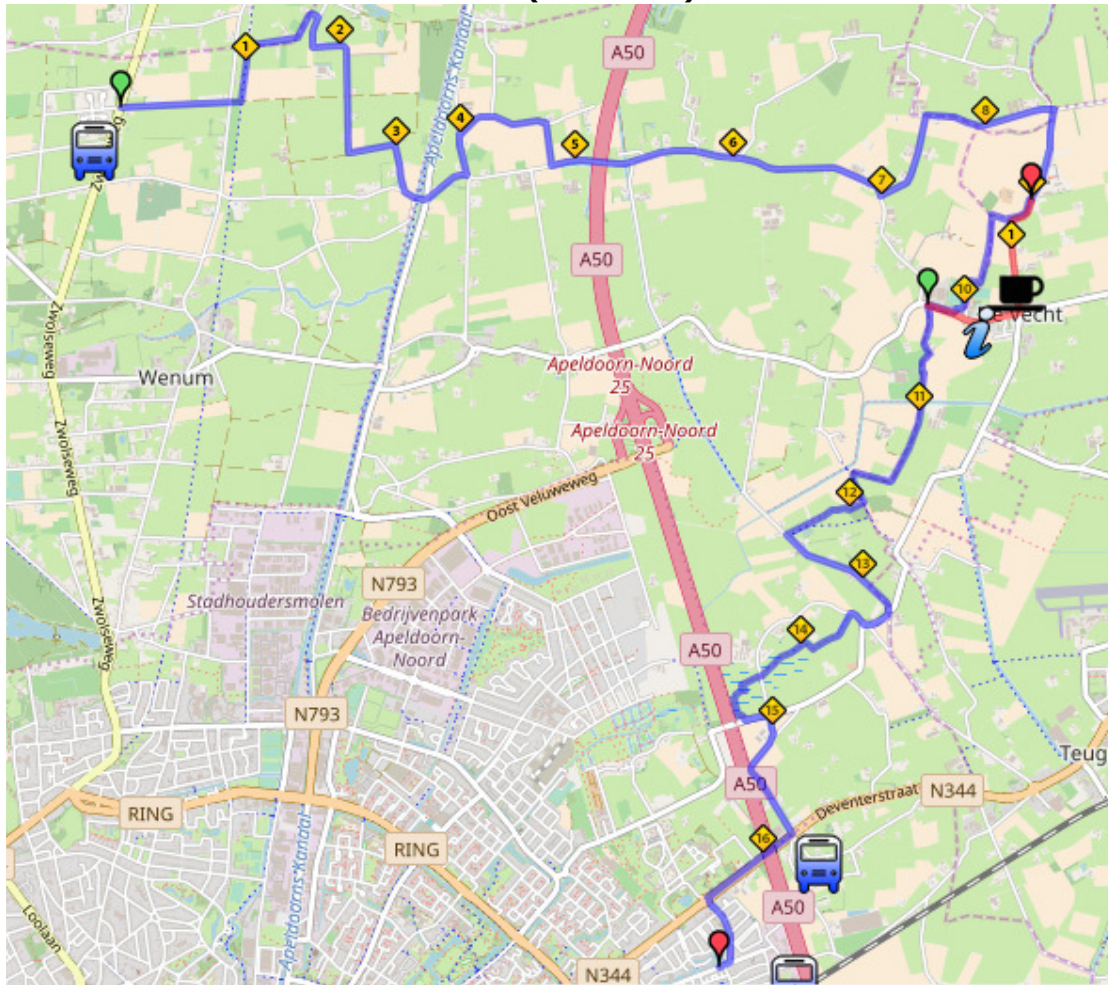 A50
1
2
3
4
5
6
7
8
Apeldoorns Kanaal
A50
1
10
De Vecht
i
Zwolseweg
Wenum
Apeldoorn-Noord
25
Apeldoorn-Noord
25
11
Zwolseweg
Oost Veluweweg
12
13
N793
Stadhoudersmolen
Bedrijvenpark
Apeldoorn-
Noord
Zwolseweg
14
A50
15
N793
Teug
A50
Deventerstraat
N344
RING
16
RING
Apeldoorns Kanaal
A50
Looiaan
N344